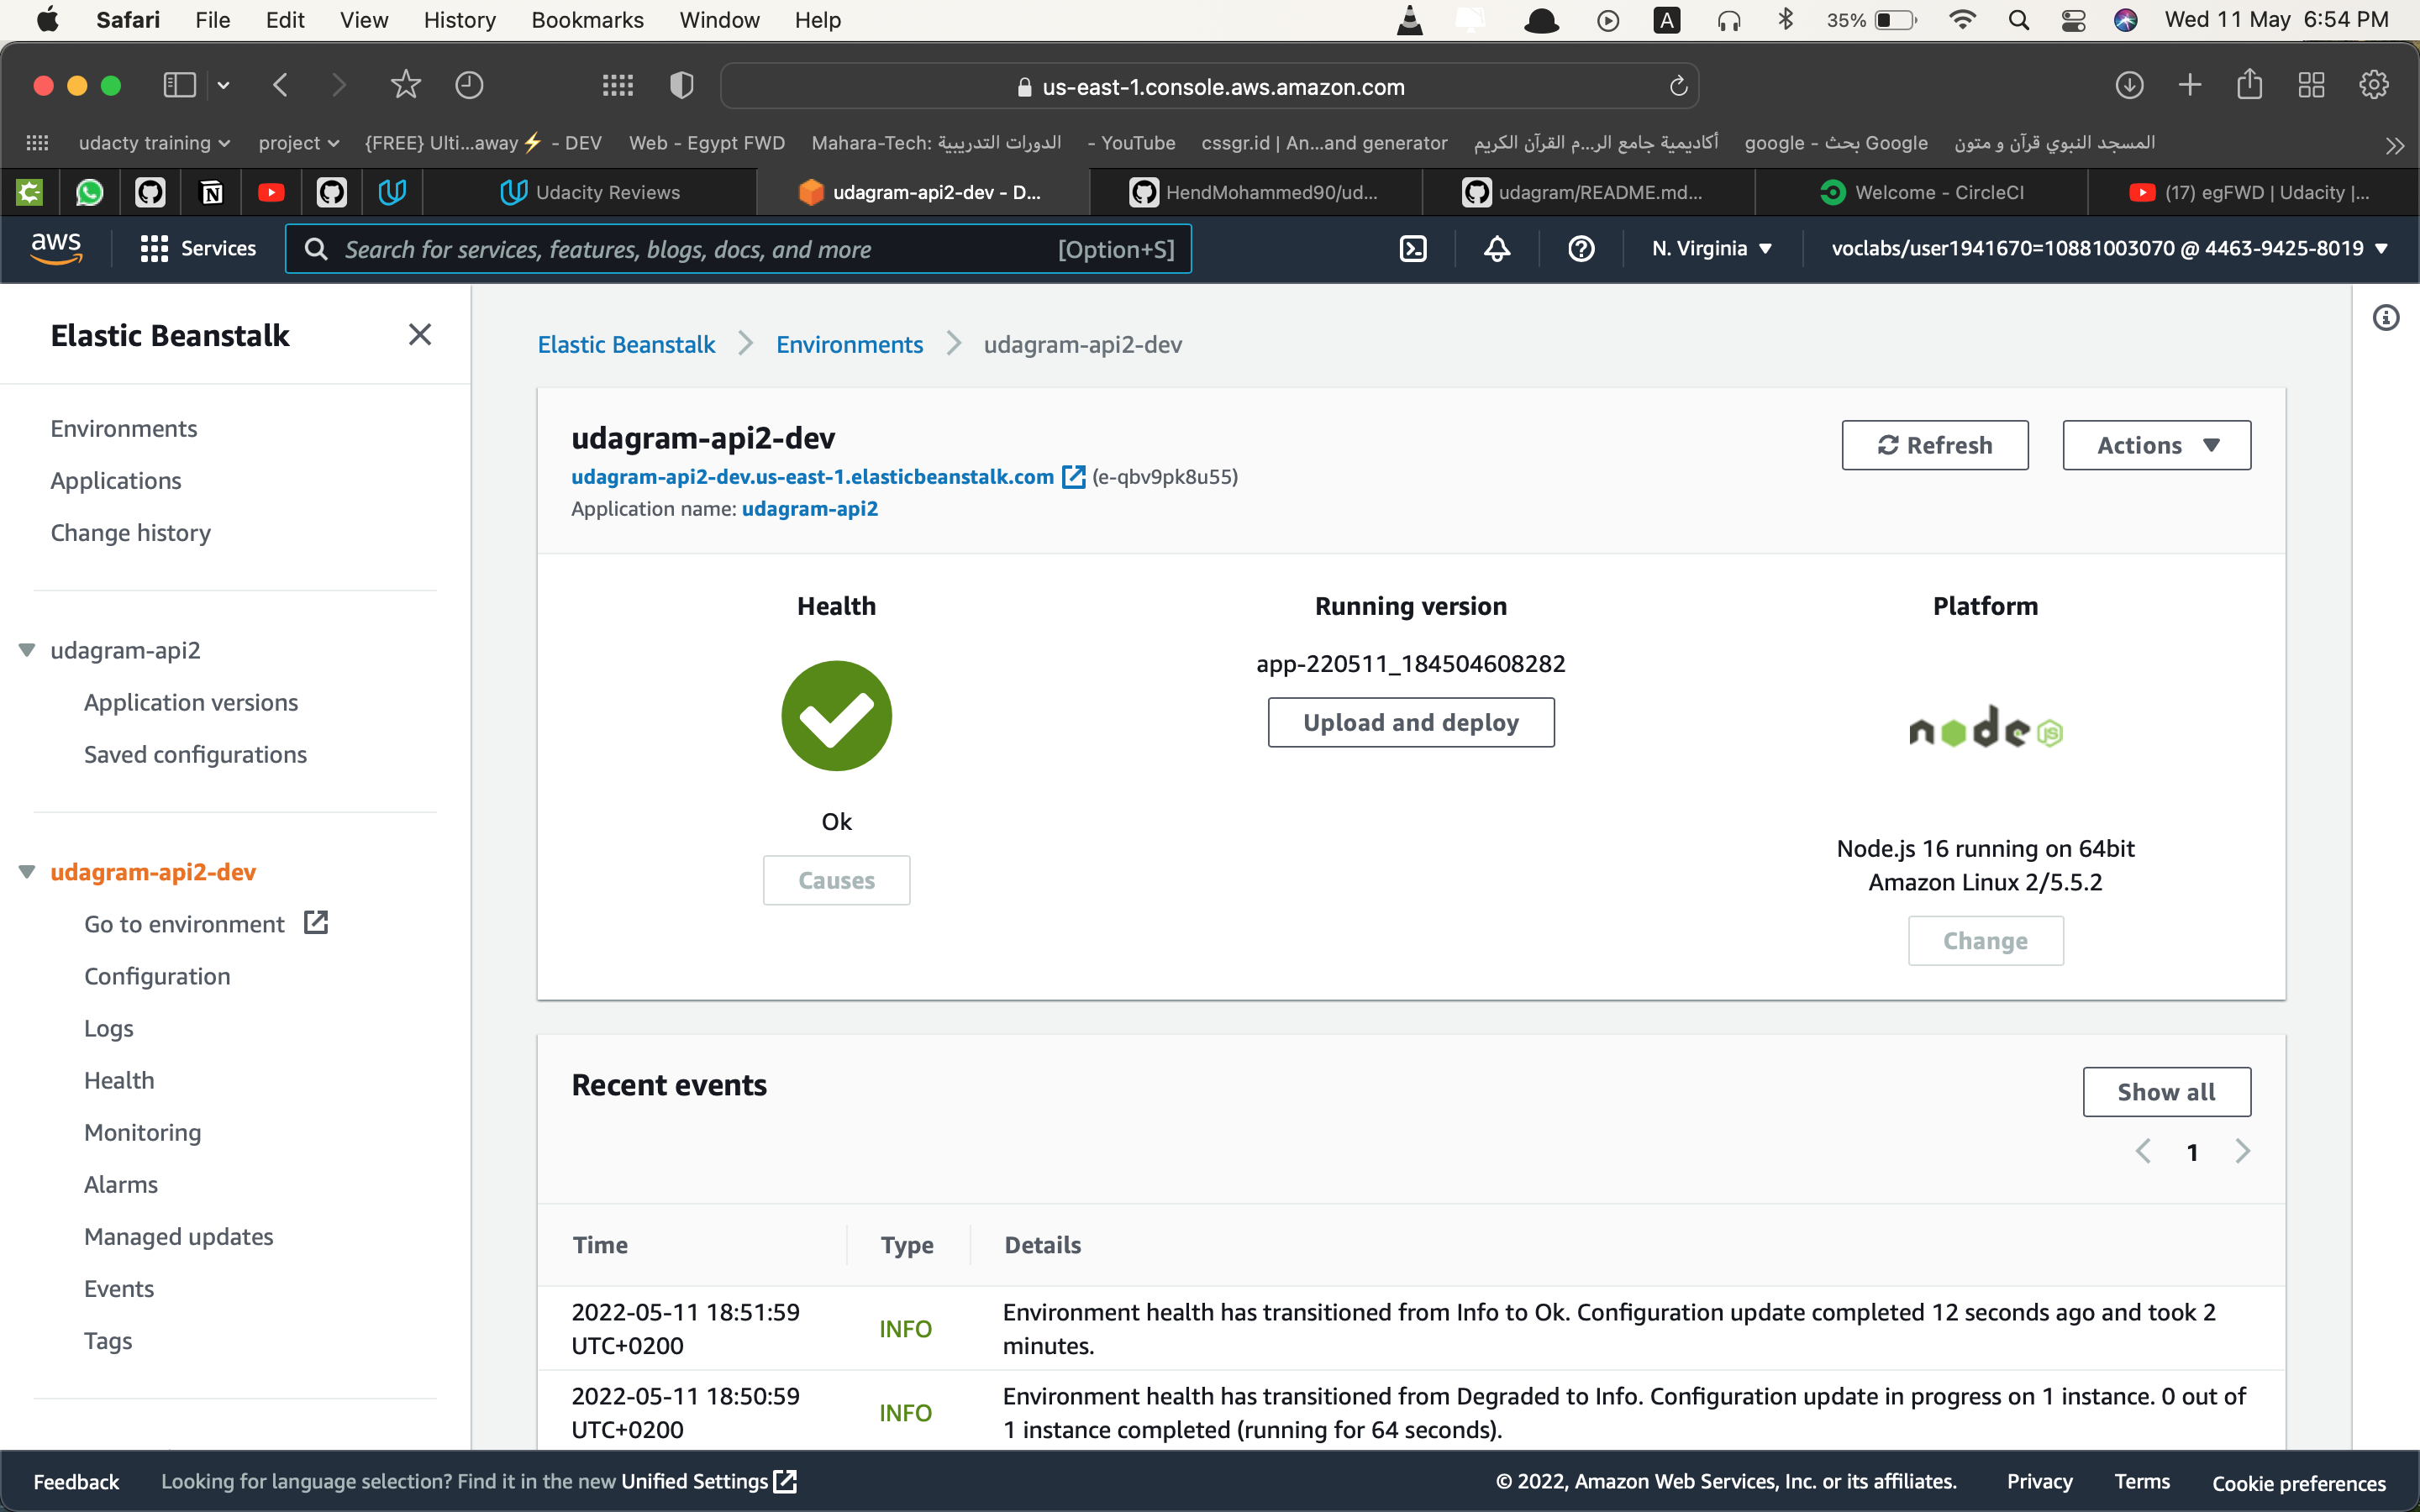 Safari File Edit View History Bookmarks Window Help A 35% Wed 11 May 6:54 PM
us-east-1.console.aws.amazon.com
udacty training project {FREE} Ulti...away⚡ - DEV Web - Egypt FWD Mahara-Tech: الدورات التدريبية - YouTube cssgr.id | An...and generator أكاديمية جامع الر...م القرآن الكريم google - بحث Google المسجد النبوي قرآن و متون
Udacity Reviews udagram-api2-dev - D... HendMohammed90/ud... udagram/README.md... Welcome - CircleCI (17) egFWD | Udacity |...
aws Services Search for services, features, blogs, docs, and more [Option+S] N. Virginia voclabs/user1941670=10881003070 @ 4463-9425-8019
Elastic Beanstalk
Environments
Applications
Change history
udagram-api2
Application versions
Saved configurations
udagram-api2-dev
Go to environment
Configuration
Logs
Health
Monitoring
Alarms
Managed updates
Events
Tags
Elastic Beanstalk Environments udagram-api2-dev
udagram-api2-dev
udagram-api2-dev.us-east-1.elasticbeanstalk.com (e-qbv9pk8u55)
Application name: udagram-api2
Refresh Actions
Health
Ok
Causes
Running version
app-220511_184504608282
Upload and deploy
Platform
node JS
Node.js 16 running on 64bit
Amazon Linux 2/5.5.2
Change
Recent events
Show all
1
Time Type Details
2022-05-11 18:51:59 UTC+0200 INFO Environment health has transitioned from Info to Ok. Configuration update completed 12 seconds ago and took 2
minutes.
2022-05-11 18:50:59 UTC+0200 INFO Environment health has transitioned from Degraded to Info. Configuration update in progress on 1 instance. 0 out of
1 instance completed (running for 64 seconds).
Feedback Looking for language selection? Find it in the new Unified Settings © 2022, Amazon Web Services, Inc. or its affiliates. Privacy Terms Cookie preferences